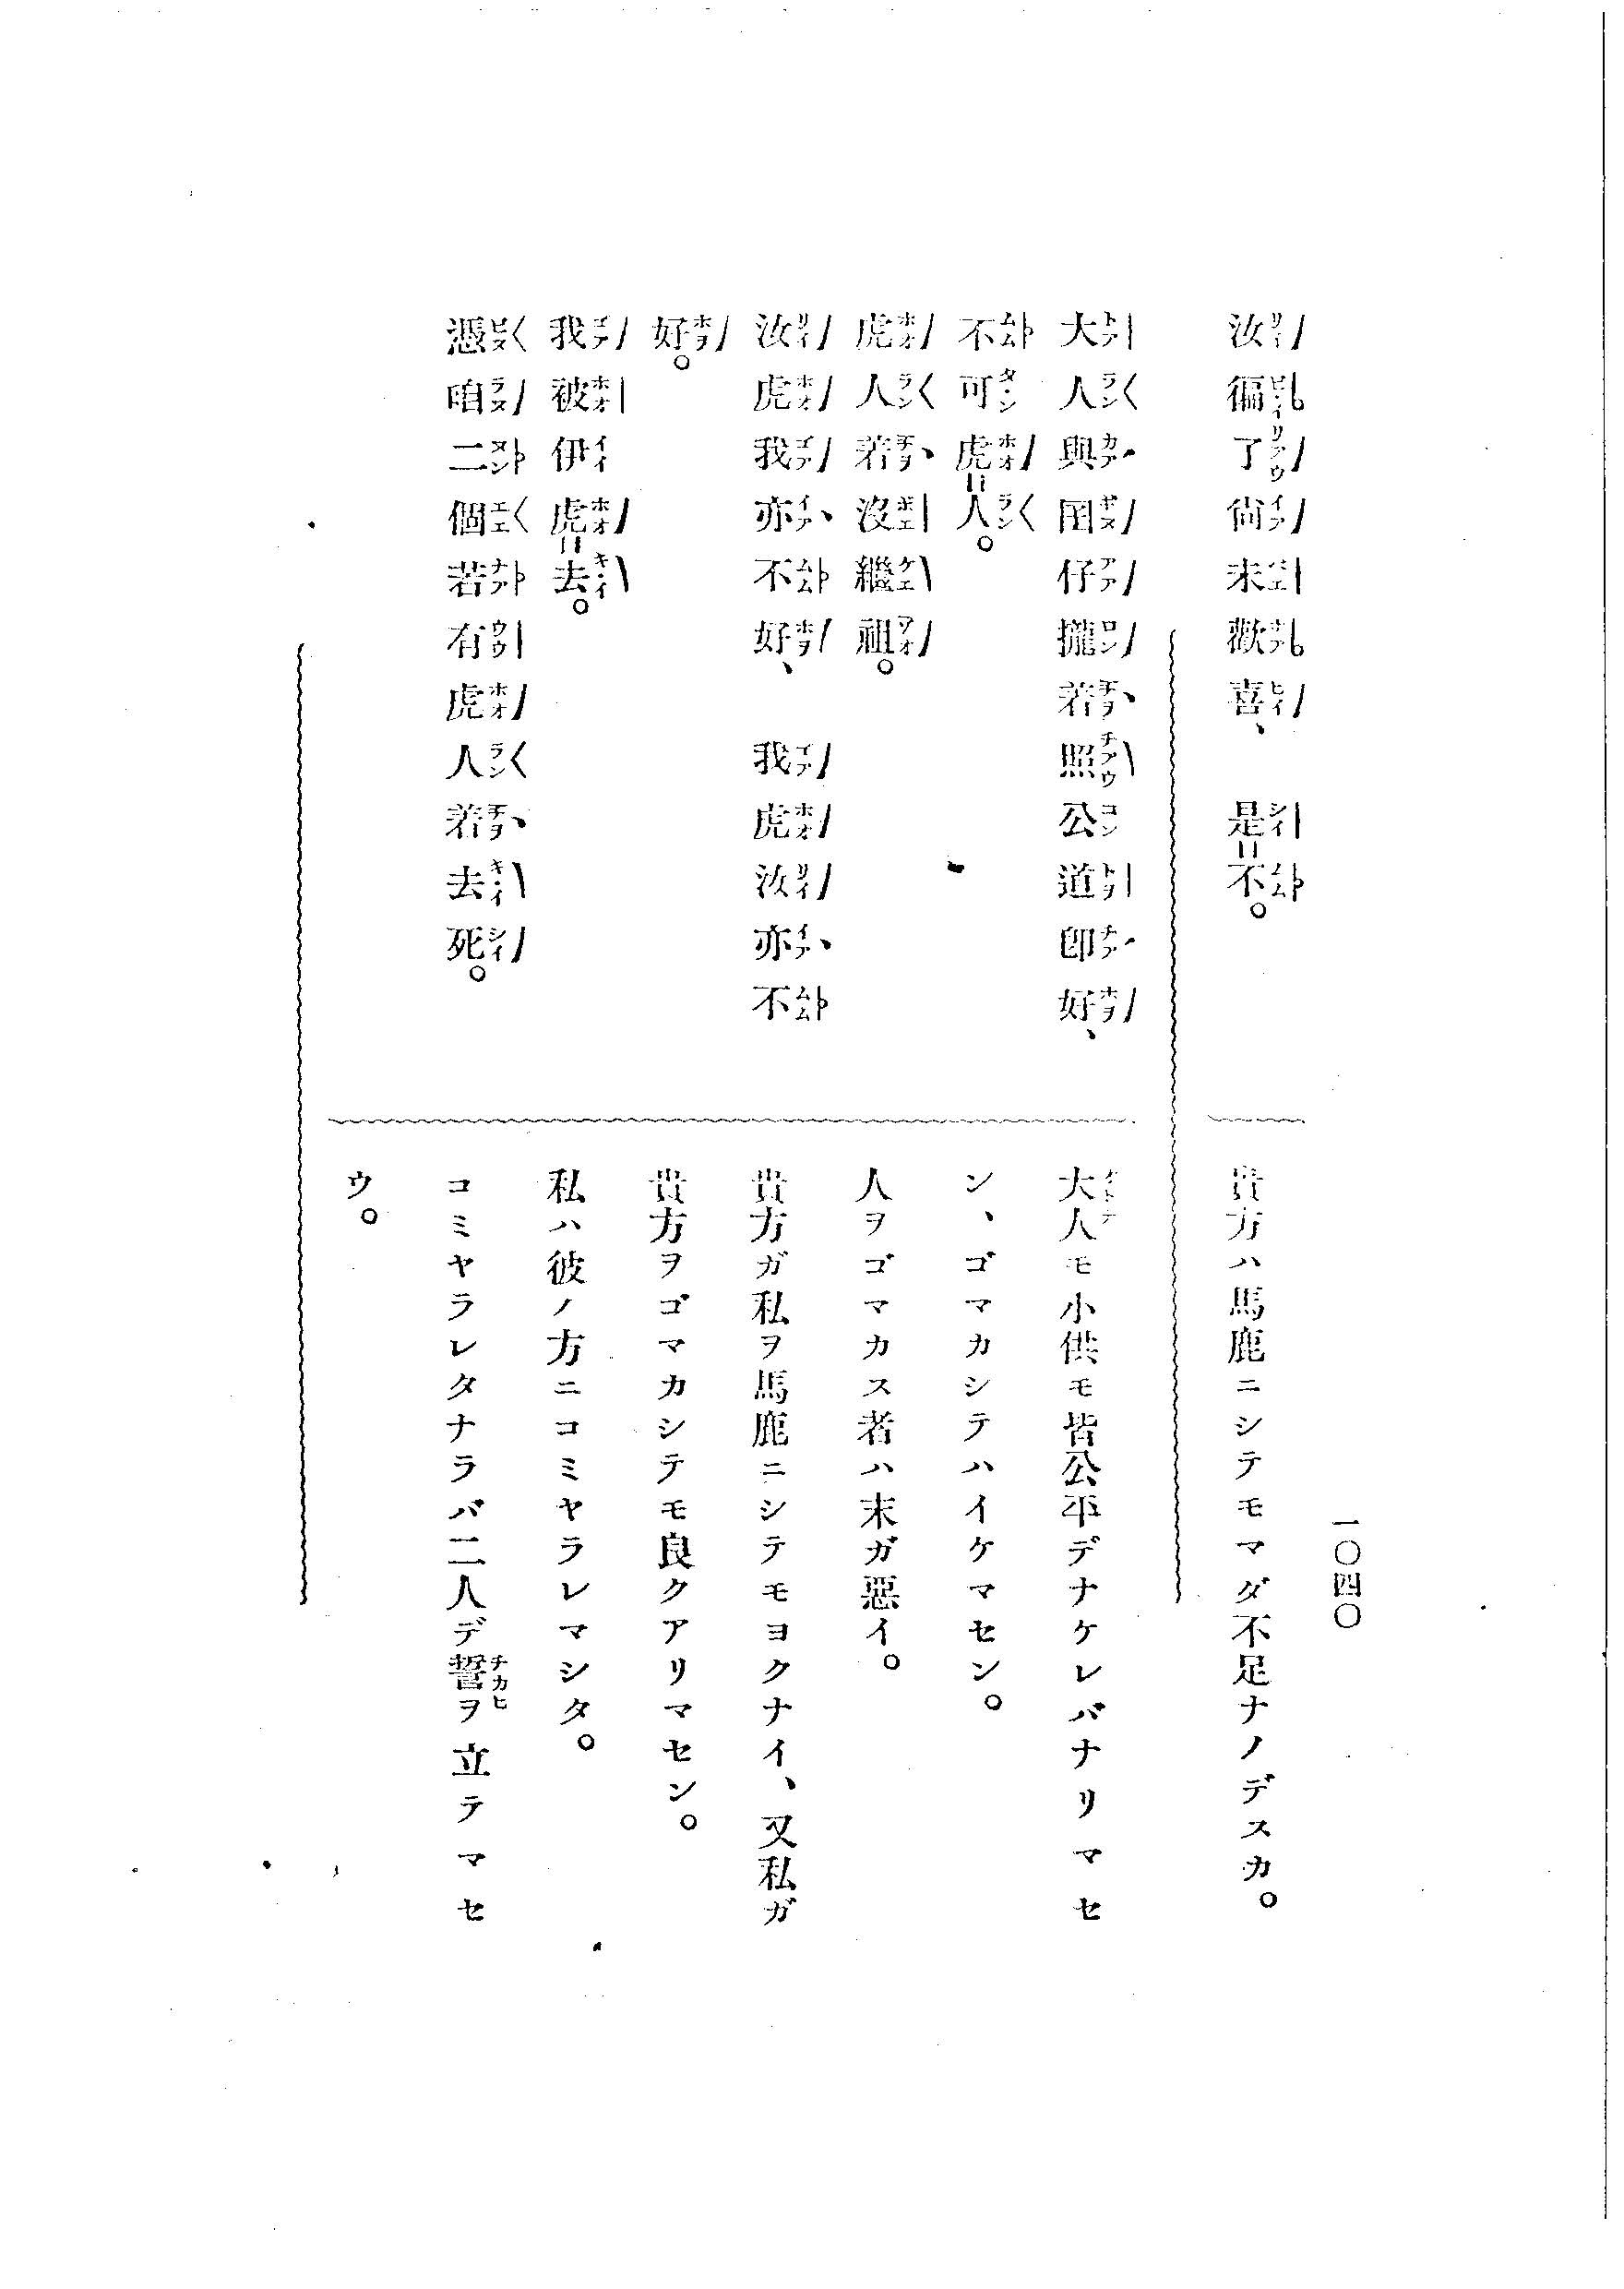 一〇四〇
汝徧了尙未歡喜、是不。
貴方ハ馬鹿ニシテモマダ不足ナノデスカ。
大人與囝仔攏着照公道卽好、
不可虎人。
虎人着沒繼祖。
汝虎我亦不好、我虎汝亦不
好。
我被伊虎去。
憑咱二個若有虎人着去死。
大人モ小供モ皆公平デナケレバナリマセ
ン、ゴマカシテハイケマセン。
人ヲゴマカス者ハ末ガ惡イ。
貴方ガ私ヲ馬鹿ニシテモヨクナイ、又私ガ
貴方ヲゴマカシテモ良クアリマセン。
私ハ彼ノ方ニコミヤラレマシタ。
コミヤラレタナラバ二人デ誓ヲ立テマセ
ウ。